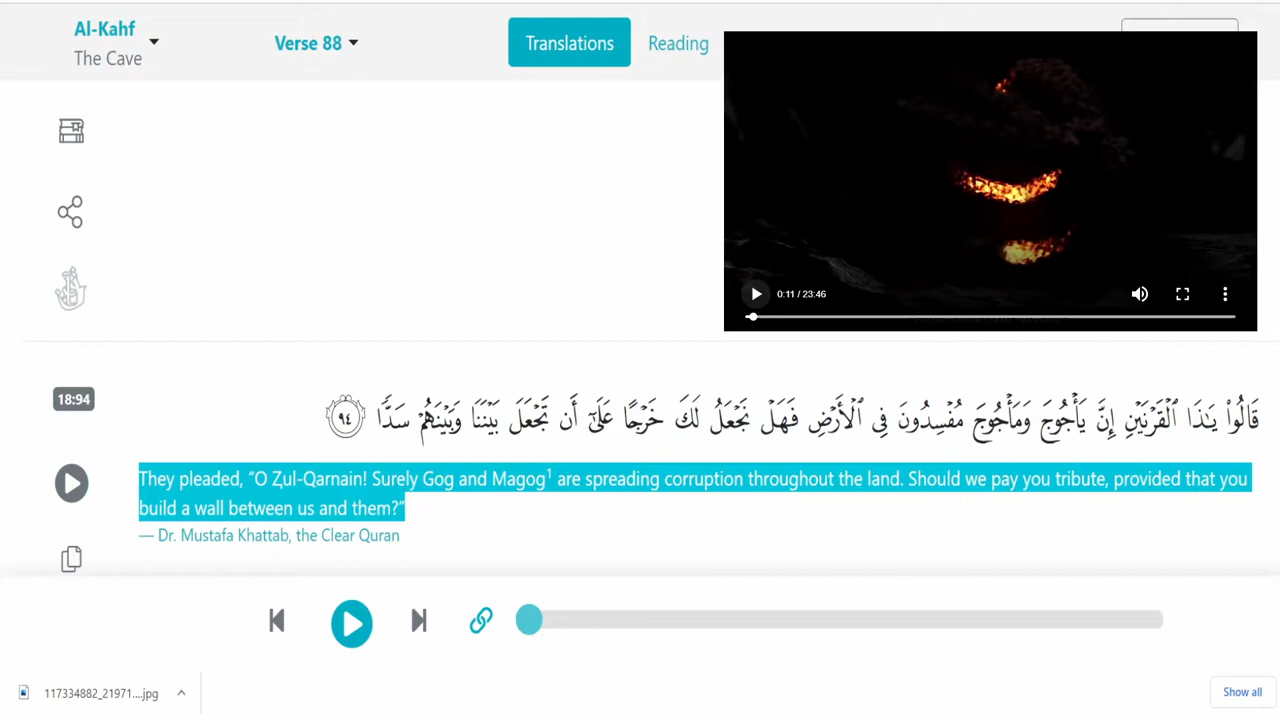 Al-Kahf
The Cave
Verse 88
Translations
Reading
0:11 / 23:46
18:94
قَالُوا۟ يَـٰذَا ٱلْقَرْنَيْنِ إِنَّ يَأْجُوجَ وَمَأْجُوجَ مُفْسِدُونَ فِى ٱلْأَرْضِ فَهَلْ نَجْعَلُ لَكَ خَرْجًا عَلَىٰٓ أَن تَجْعَلَ بَيْنَنَا وَبَيْنَهُمْ سَدًّا ٩٤
They pleaded, “O Ⱬul-Qarnain! Surely Gog and Magog¹ are spreading corruption throughout the land. Should we pay you tribute, provided that you
build a wall between us and them?”
— Dr. Mustafa Khattab, the Clear Quran
117334882_21971....jpg
Show all